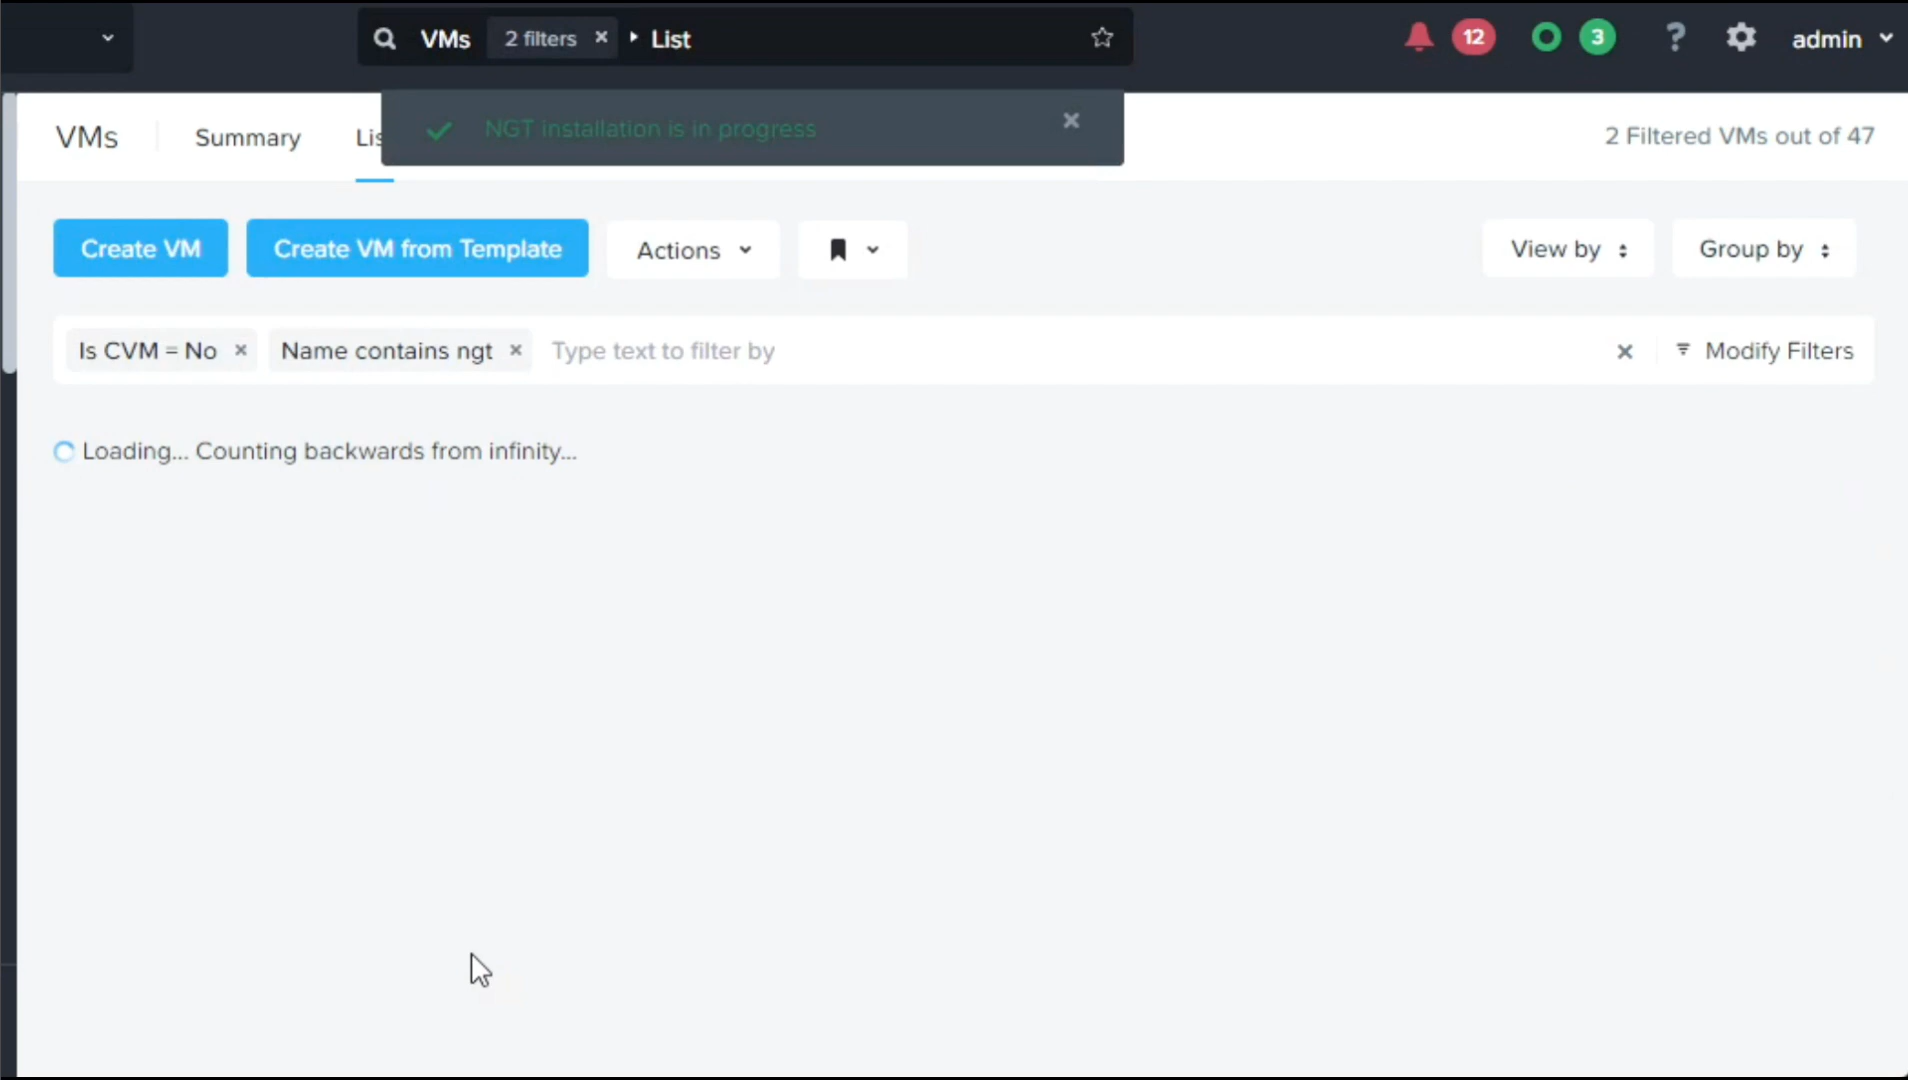 VMs 2 filters × List
12 3 ? admin
NGT installation is in progress ×
VMs Summary Lis
2 Filtered VMs out of 47
Create VM Create VM from Template Actions View by Group by
Is CVM = No × Name contains ngt × Type text to filter by × Modify Filters
Loading... Counting backwards from infinity...